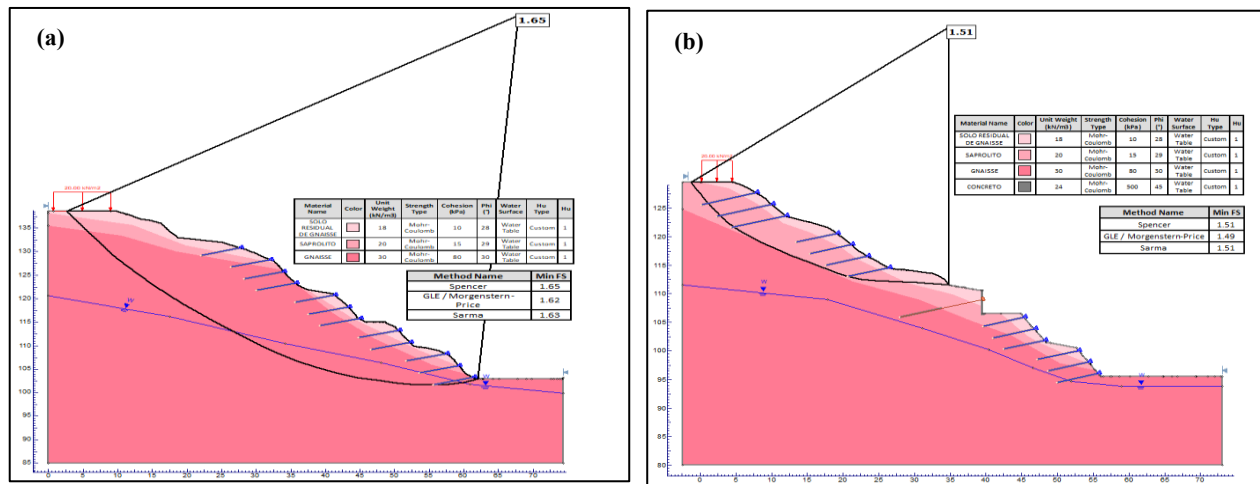 (a)
1.65
20.00 kN/m2
Material Name Color Unit Weight (kN/m3) Strength Type Cohesion (kPa) Phi (°) Water Surface Hu Type Hu
SOLO RESIDUAL DE GNAISSE 18 Mohr-Coulomb 10 28 Water Table Custom 1
SAPROLITO 20 Mohr-Coulomb 15 29 Water Table Custom 1
GNAISSE 30 Mohr-Coulomb 80 30 Water Table Custom 1
Method Name Min FS
Spencer 1.65
GLE / Morgenstern-Price 1.62
Sarma 1.63
W
W
135
130
125
120
115
110
105
100
95
90
85
0 5 10 15 20 25 30 35 40 45 50 55 60 65 70
(b)
1.51
Material Name Color Unit Weight (kN/m3) Strength Type Cohesion (kPa) Phi (°) Water Surface Hu Type Hu
SOLO RESIDUAL DE GNAISSE 18 Mohr-Coulomb 10 28 Water Table Custom 1
SAPROLITO 20 Mohr-Coulomb 15 29 Water Table Custom 1
GNAISSE 30 Mohr-Coulomb 80 30 Water Table Custom 1
CONCRETO 24 Mohr-Coulomb 900 45 Water Table Custom 1
Method Name Min FS
Spencer 1.51
GLE / Morgenstern-Price 1.49
Sarma 1.51
W
W
125
120
115
110
105
100
95
90
85
80
0 5 10 15 20 25 30 35 40 45 50 55 60 65 70